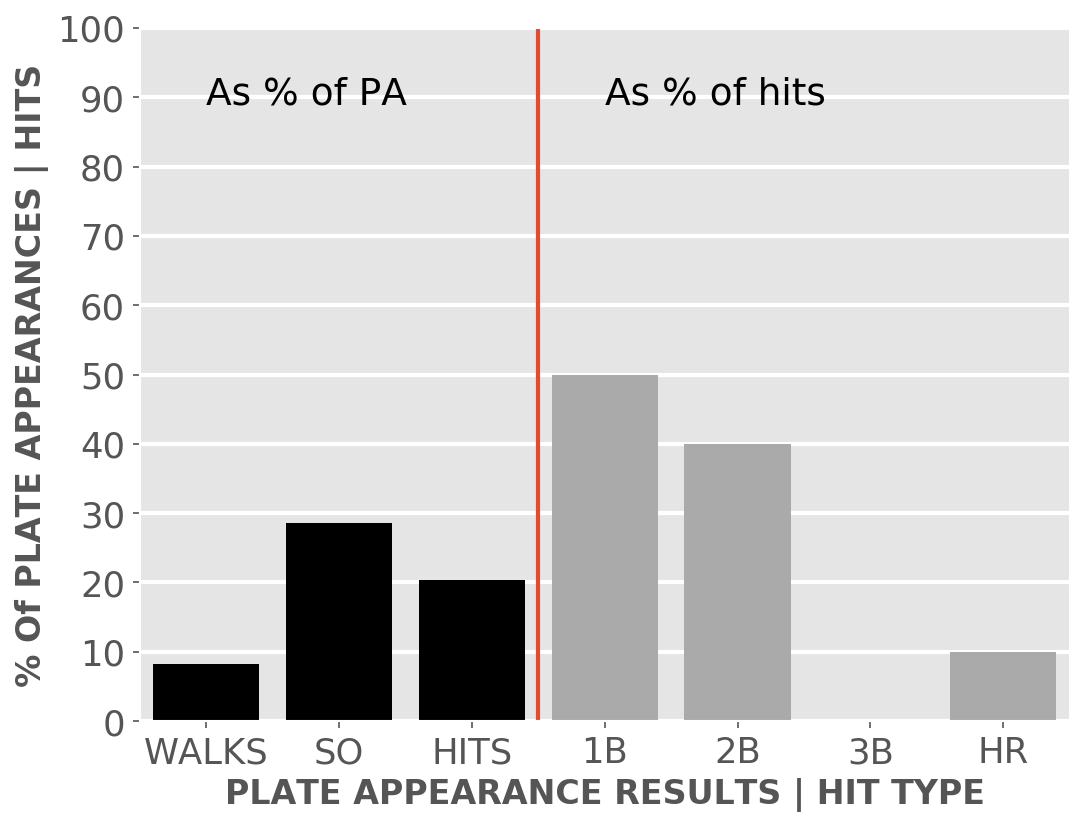 % Of PLATE APPEARANCES | HITS
100
90
80
70
60
50
40
30
20
10
0
As % of PA
As % of hits
WALKS SO HITS 1B 2B 3B HR
PLATE APPEARANCE RESULTS | HIT TYPE